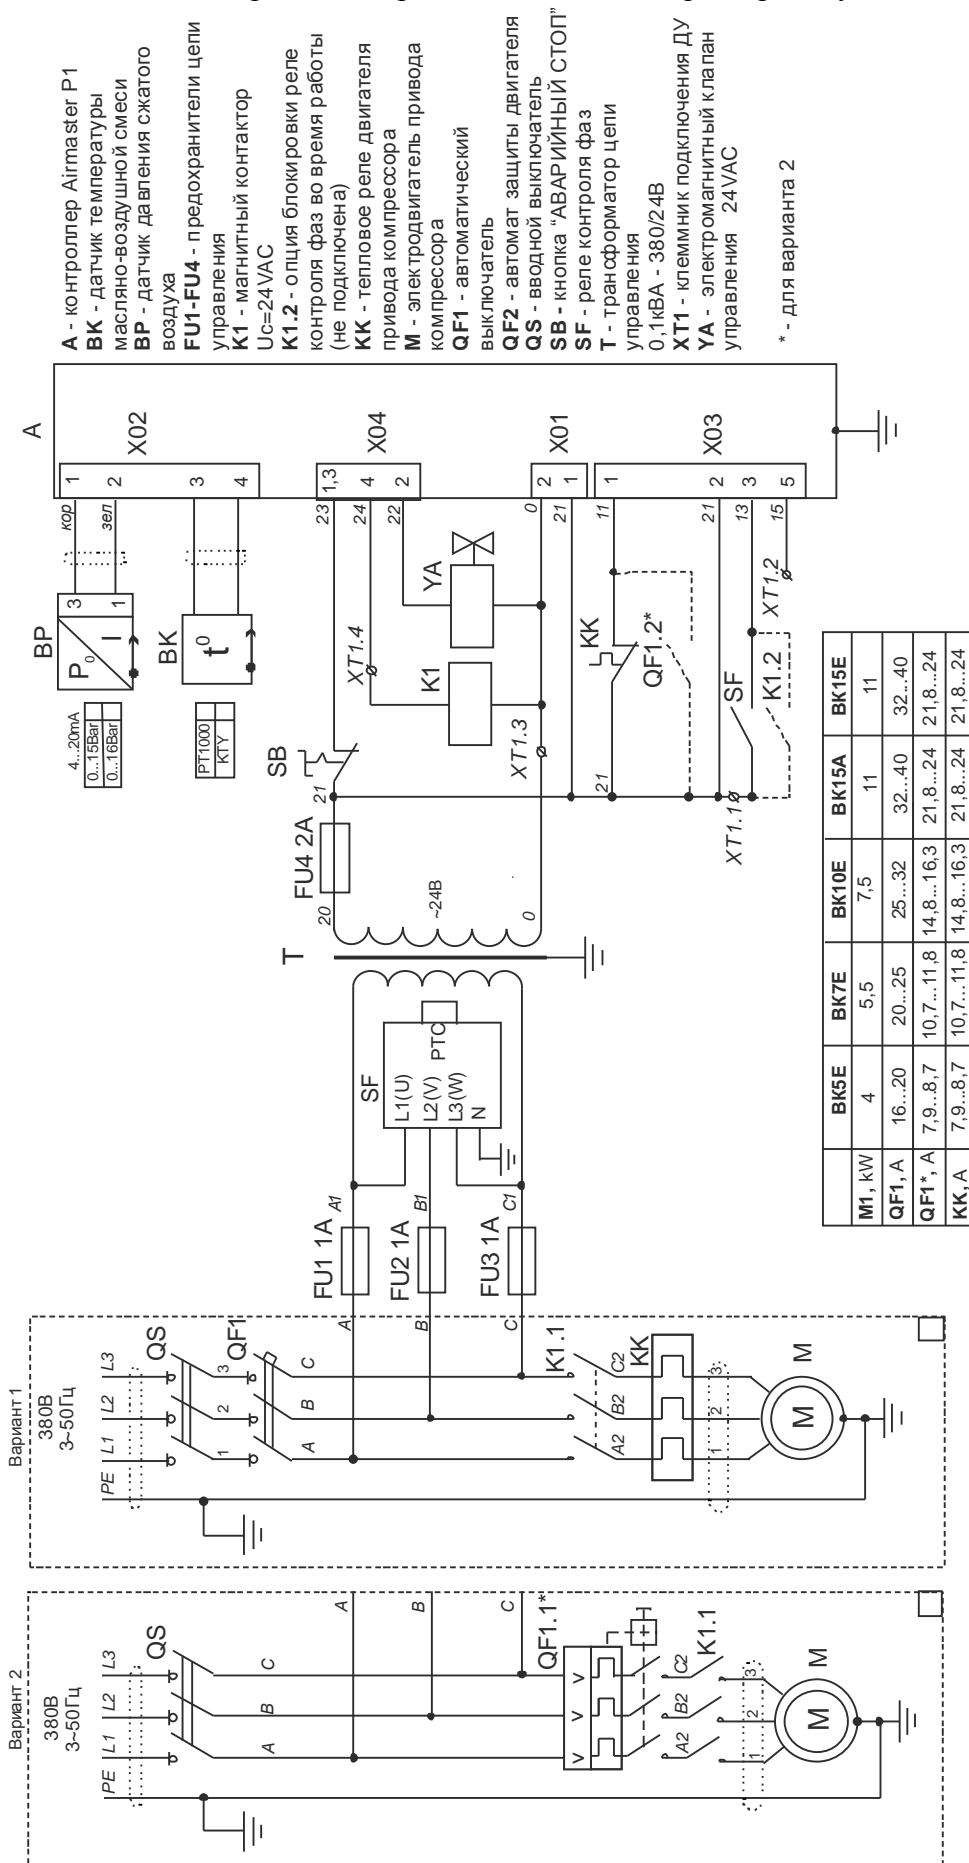 Вариант 2
380В
3~50Гц
PE
L1
L2
L3
QS
A
B
C
A
B
C
QF1.1*
V
V
V
A2
B2
C2
K1.1
1
2
3
M
M
Вариант 1
380В
3~50Гц
PE
L1
L2
L3
QS
1
2
3
QF1
A
B
C
A
B
C
K1.1
A2
B2
C2
KK
1
2
3
M
M
FU1 1A
A1
FU2 1A
B1
FU3 1A
C1
SF
L1(U)
L2(V)
L3(W)
N
PTC
T
20
~24В
0
FU4 2A
21
SB
XT1.4
K1
YA
XT1.3
KK
21
QF1.2*
XT1.1
SF
K1.2
XT1.2
4...20mA
0...15Bar
0...16Bar
BP
P0
I
3
1
кор
зел
PT1000
KTY
BK
t0
A
X02
1
2
3
4
X04
23
1,3
24
4
22
2
X01
0
2
21
1
X03
11
1
21
2
13
3
15
5
A - контроллер Airmaster P1
BK - датчик температуры
масляно-воздушной смеси
BP - датчик давления сжатого
воздуха
FU1-FU4 - предохранители цепи
управления
K1 - магнитный контактор
Uc=24VAC
K1.2 - опция блокировки реле
контроля фаз во время работы
(не подключена)
KK - тепловое реле двигателя
привода компрессора
M - электродвигатель привода
компрессора
QF1 - автоматический
выключатель
QF2 - автомат защиты двигателя
QS - вводной выключатель
SB - кнопка "АВАРИЙНЫЙ СТОП"
SF - реле контроля фаз
T - трансформатор цепи
управления
0,1кВА - 380/24В
XT1 - клеммник подключения ДУ
YA - электромагнитный клапан
управления 24VAC
* - для варианта 2
ВК5Е ВК7Е ВК10Е ВК15А ВК15Е
M1, kW 4 5,5 7,5 11 11
QF1, A 16...20 20...25 25...32 32...40 32...40
QF1*, A 7,9...8,7 10,7...11,8 14,8...16,3 21,8...24 21,8...24
KK, A 7,9...8,7 10,7...11,8 14,8...16,3 21,8...24 21,8...24